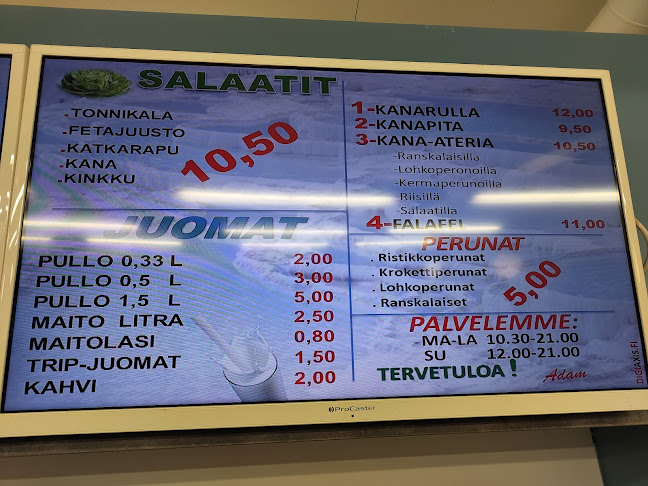 SALAATIT
.TONNIKALA
.FETAJUUSTO
.KATKARAPU
.KANA
.KINKKU
10,50
JUOMAT
PULLO 0,33 L 2,00
PULLO 0,5 L 3,00
PULLO 1,5 L 5,00
MAITO LITRA 2,50
MAITOLASI 0,80
TRIP-JUOMAT 1,50
KAHVI 2,00
1-KANARULLA 12,00
2-KANAPITA 9,50
3-KANA-ATERIA 10,50
-Ranskalaisilla
-Lohkoperonoilla
-Kermaperunoilla
-Riisillä
-Salaatilla
4-FALAFEL 11,00
PERUNAT
. Ristikkoperunat
. Krokettiperunat
. Lohkoperunat
. Ranskalaiset
5,00
PALVELEMME:
-MA-LA 10.30-21.00
SU 12.00-21.00
TERVETULOA!
Adam
DIGIAXIS.FI
ProCaster